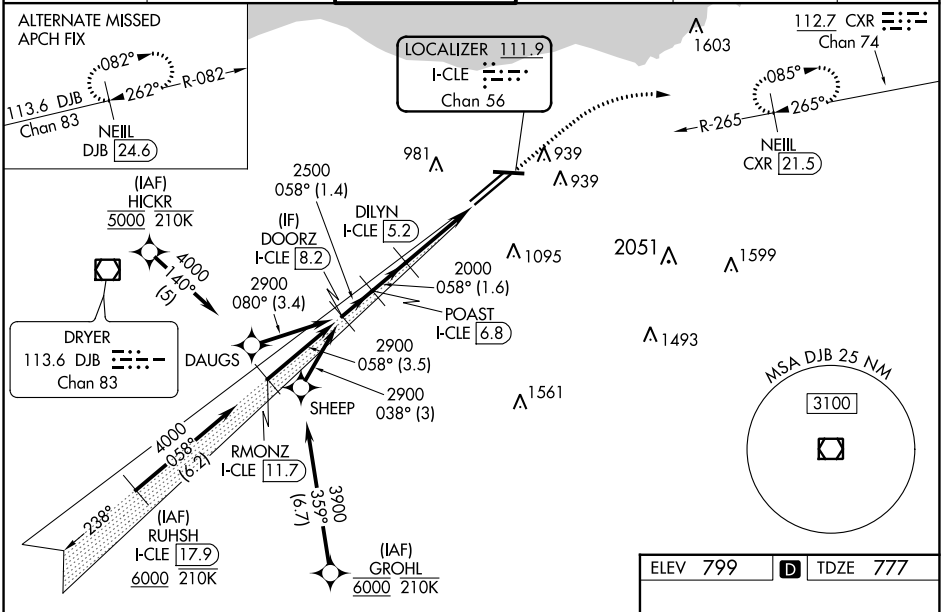 ALTERNATE MISSED
APCH FIX
082°
R-082
262°
113.6 DJB
Chan 83
NEIIL
DJB 24.6
LOCALIZER 111.9
I-CLE
Chan 56
1603
112.7 CXR
Chan 74
085°
265°
R-265
NEIIL
CXR 21.5
981
939
939
2500
058° (1.4)
(IAF)
HICKR
5000 210K
(IF)
DOORZ
I-CLE 8.2
DILYN
I-CLE 5.2
4000
140°
(5)
2900
080° (3.4)
1095
2051
1599
2000
058° (1.6)
POAST
I-CLE 6.8
DRYER
113.6 DJB
Chan 83
DAUGS
2900
058° (3.5)
1493
2900
038° (3)
SHEEP
1561
MSA DJB 25 NM
3100
4000
058°
(6.2)
RMONZ
I-CLE 11.7
238°
(IAF)
RUHSH
I-CLE 17.9
6000 210K
3900
359°
(6.7)
(IAF)
GROHL
6000 210K
ELEV 799 D TDZE 777